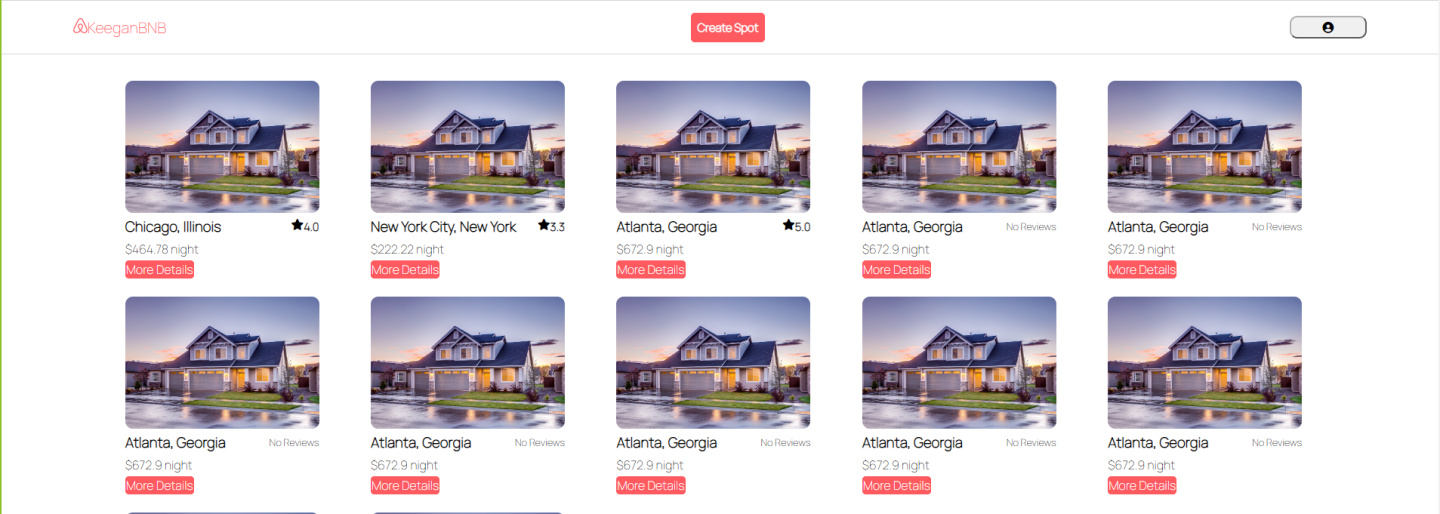 KeeganBNB
Create Spot
Chicago, Illinois 4.0
$464.78 night
More Details
New York City, New York 3.3
$222.22 night
More Details
Atlanta, Georgia 5.0
$672.9 night
More Details
Atlanta, Georgia No Reviews
$672.9 night
More Details
Atlanta, Georgia No Reviews
$672.9 night
More Details
Atlanta, Georgia No Reviews
$672.9 night
More Details
Atlanta, Georgia No Reviews
$672.9 night
More Details
Atlanta, Georgia No Reviews
$672.9 night
More Details
Atlanta, Georgia No Reviews
$672.9 night
More Details
Atlanta, Georgia No Reviews
$672.9 night
More Details